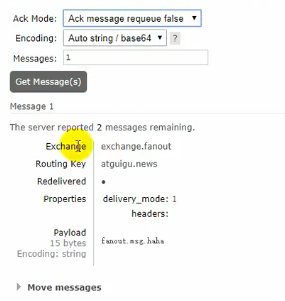 Ack Mode: Ack message requeue false
Encoding: Auto string / base64 ?
Messages: 1
Get Message(s)
Message 1
The server reported 2 messages remaining.
Exchange exchange.fanout
Routing Key atguigu.news
Redelivered ●
Properties delivery_mode: 1
headers:
Payload
15 bytes
Encoding: string
fanout.msg.haha
Move messages